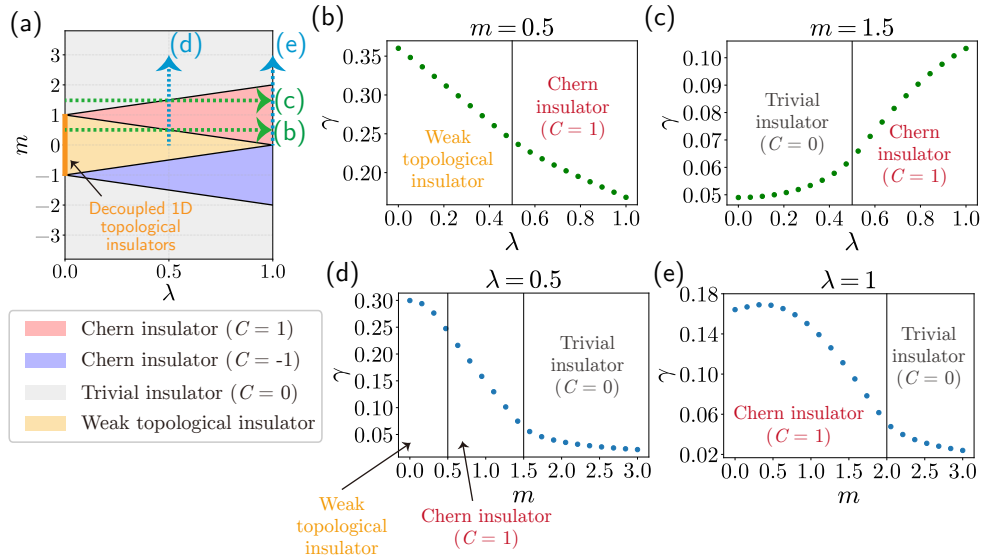 (a)
(d)
(e)
3
2
1
0
−1
−2
−3
m
(c)
(b)
Decoupled 1D
topological
insulators
0.0
0.5
1.0
λ
Chern insulator (C = 1)
Chern insulator (C = -1)
Trivial insulator (C = 0)
Weak topological insulator
(b)
m = 0.5
γ
0.35
0.30
0.25
0.20
Weak
topological
insulator
Chern
insulator
(C = 1)
0.0
0.2
0.4
0.6
0.8
1.0
λ
(c)
m = 1.5
γ
0.10
0.09
0.08
0.07
0.06
0.05
Trivial
insulator
(C = 0)
Chern
insulator
(C = 1)
0.0
0.2
0.4
0.6
0.8
1.0
λ
(d)
λ = 0.5
γ
0.30
0.25
0.20
0.15
0.10
0.05
Trivial
insulator
(C = 0)
0.0
0.5
1.0
1.5
2.0
2.5
3.0
m
Weak
topological
insulator
Chern insulator
(C = 1)
(e)
λ = 1
γ
0.18
0.14
0.10
0.06
0.02
Trivial
insulator
(C = 0)
Chern insulator
(C = 1)
0.0
0.5
1.0
1.5
2.0
2.5
3.0
m